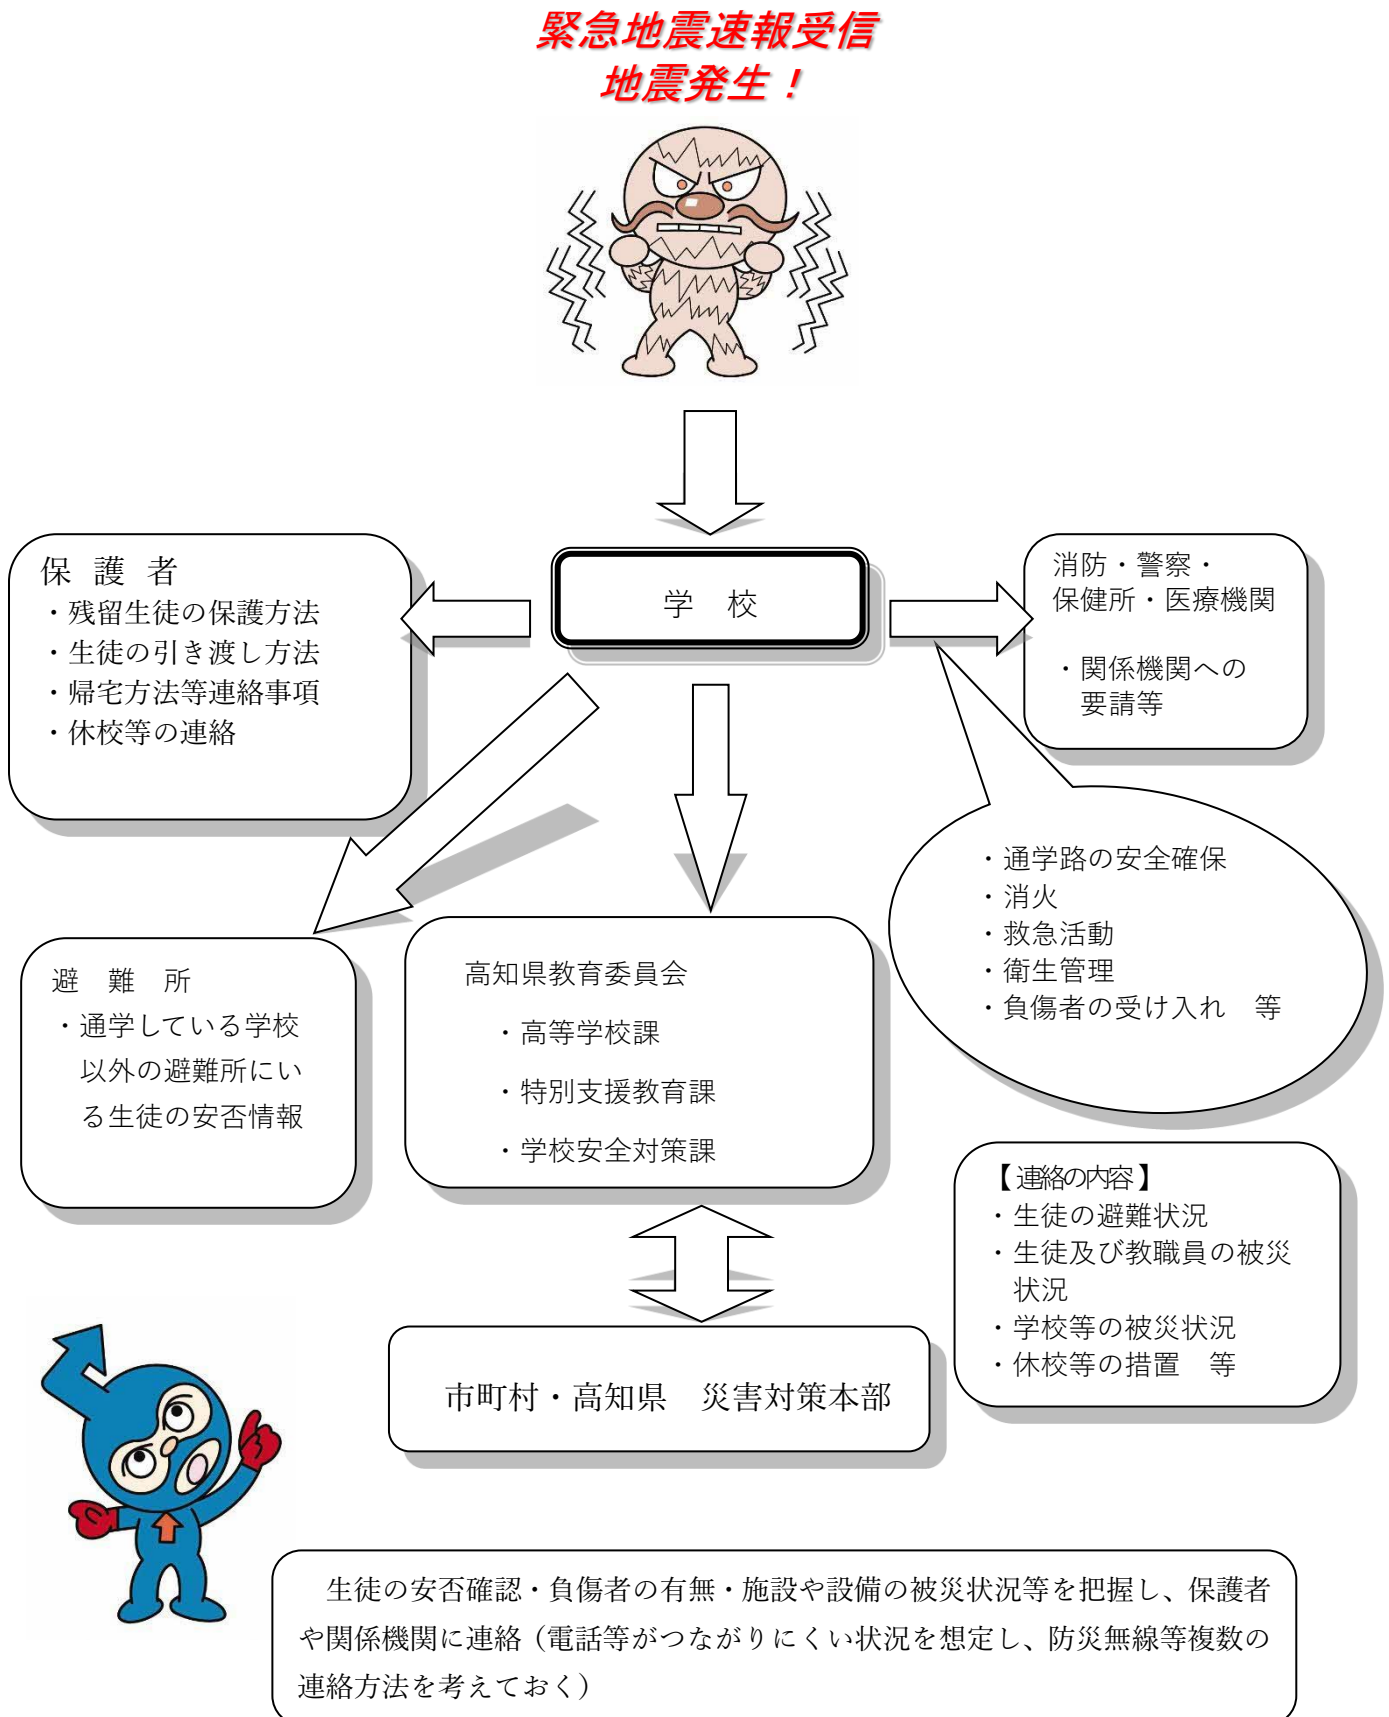 緊急地震速報受信
地震発生！
学　校
保 護 者
・残留生徒の保護方法
・生徒の引き渡し方法
・帰宅方法等連絡事項
・休校等の連絡
消防・警察・
保健所・医療機関
・関係機関への
要請等
・通学路の安全確保
・消火
・救急活動
・衛生管理
・負傷者の受け入れ　等
避　難　所
・通学している学校
以外の避難所にい
る生徒の安否情報
高知県教育委員会
・高等学校課
・特別支援教育課
・学校安全対策課
【連絡の内容】
・生徒の避難状況
・生徒及び教職員の被災
状況
・学校等の被災状況
・休校等の措置　等
市町村・高知県　災害対策本部
生徒の安否確認・負傷者の有無・施設や設備の被災状況等を把握し、保護者
や関係機関に連絡（電話等がつながりにくい状況を想定し、防災無線等複数の
連絡方法を考えておく）